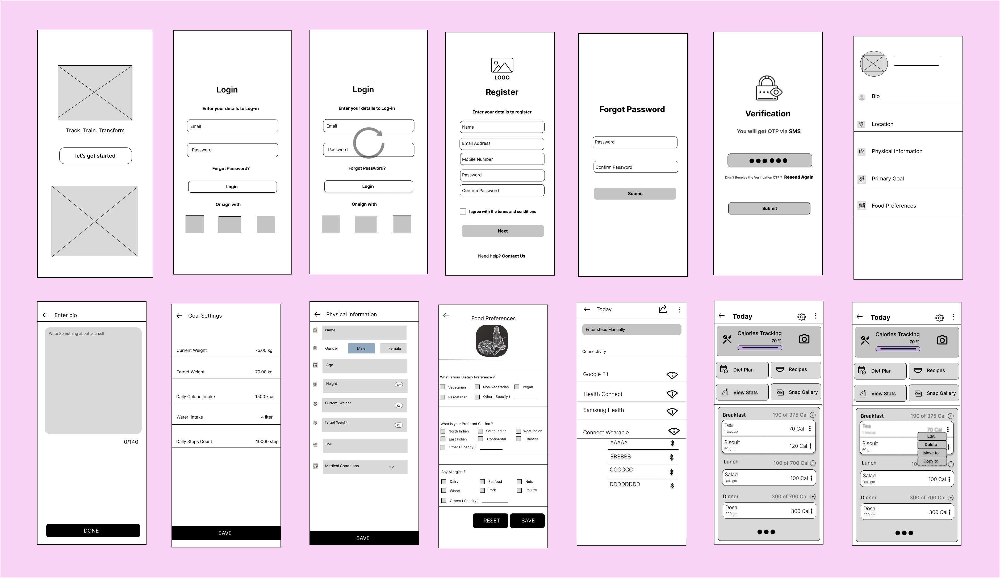 Track. Train. Transform
let's get started
Login
Enter your details to Log-in
Email
Password
Forgot Password?
Login
Or sign with
Login
Enter your details to Log-in
Email
Password
Forgot Password?
Login
Or sign with
LOGO
Register
Enter your details to register
Name
Email Address
Mobile Number
Password
Confirm Password
I agree with the terms and conditions
Next
Need help? Contact Us
Forgot Password
Password
Confirm Password
Submit
Verification
You will get OTP via SMS
Didn't Receive the Verification OTP ? Resend Again
Submit
Bio
Location
Physical Information
Primary Goal
Food Preferences
Enter bio
Write Something about yourself
0/140
DONE
Goal Settings
Current Weight 75.00 kg
Target Weight 70.00 kg
Daily Calorie Intake 1500 kcal
Water Intake 4 liter
Daily Steps Count 10000 step
SAVE
Physical Information
Name
Gender Male Female
Age
Height Cm
Current Weight Kg
Target Weight Kg
BMI
Medical Conditions
SAVE
Food Preferences
What is your Dietary Preference ?
Vegetarian Non-Vegetarian Vegan
Pescatarian Other ( Specify )
What is your Preferred Cuisine ?
North Indian South Indian West Indian
East Indian Continental Chinese
Other ( Specify )
Any Allergies ?
Dairy Seafood Nuts
Wheat Pork Poultry
Others ( Specify )
RESET SAVE
Today
Enter steps Manually
Connectivity
Google Fit
Health Connect
Samsung Health
Connect Wearable
AAAAA
BBBBBB
CCCCCC
DDDDDDDD
Today
Calories Tracking
70 %
Diet Plan Recipes
View Stats Snap Gallery
Breakfast 190 of 375 Cal
Tea 70 Cal
1 teacup
Biscuit 120 Cal
50 gm
Lunch 100 of 700 Cal
Salad 100 Cal
300 gm
Dinner 300 of 700 Cal
Dosa 300 Cal
300 gm
Today
Calories Tracking
70 %
Diet Plan Recipes
View Stats Snap Gallery
Breakfast 190 of 375 Cal
Tea 70 Cal
1 teacup
Edit
Biscuit Delete
50 gm
Move to
Lunch Copy to
Salad 100 Cal
300 gm
Dinner 300 of 700 Cal
Dosa 300 Cal
300 gm